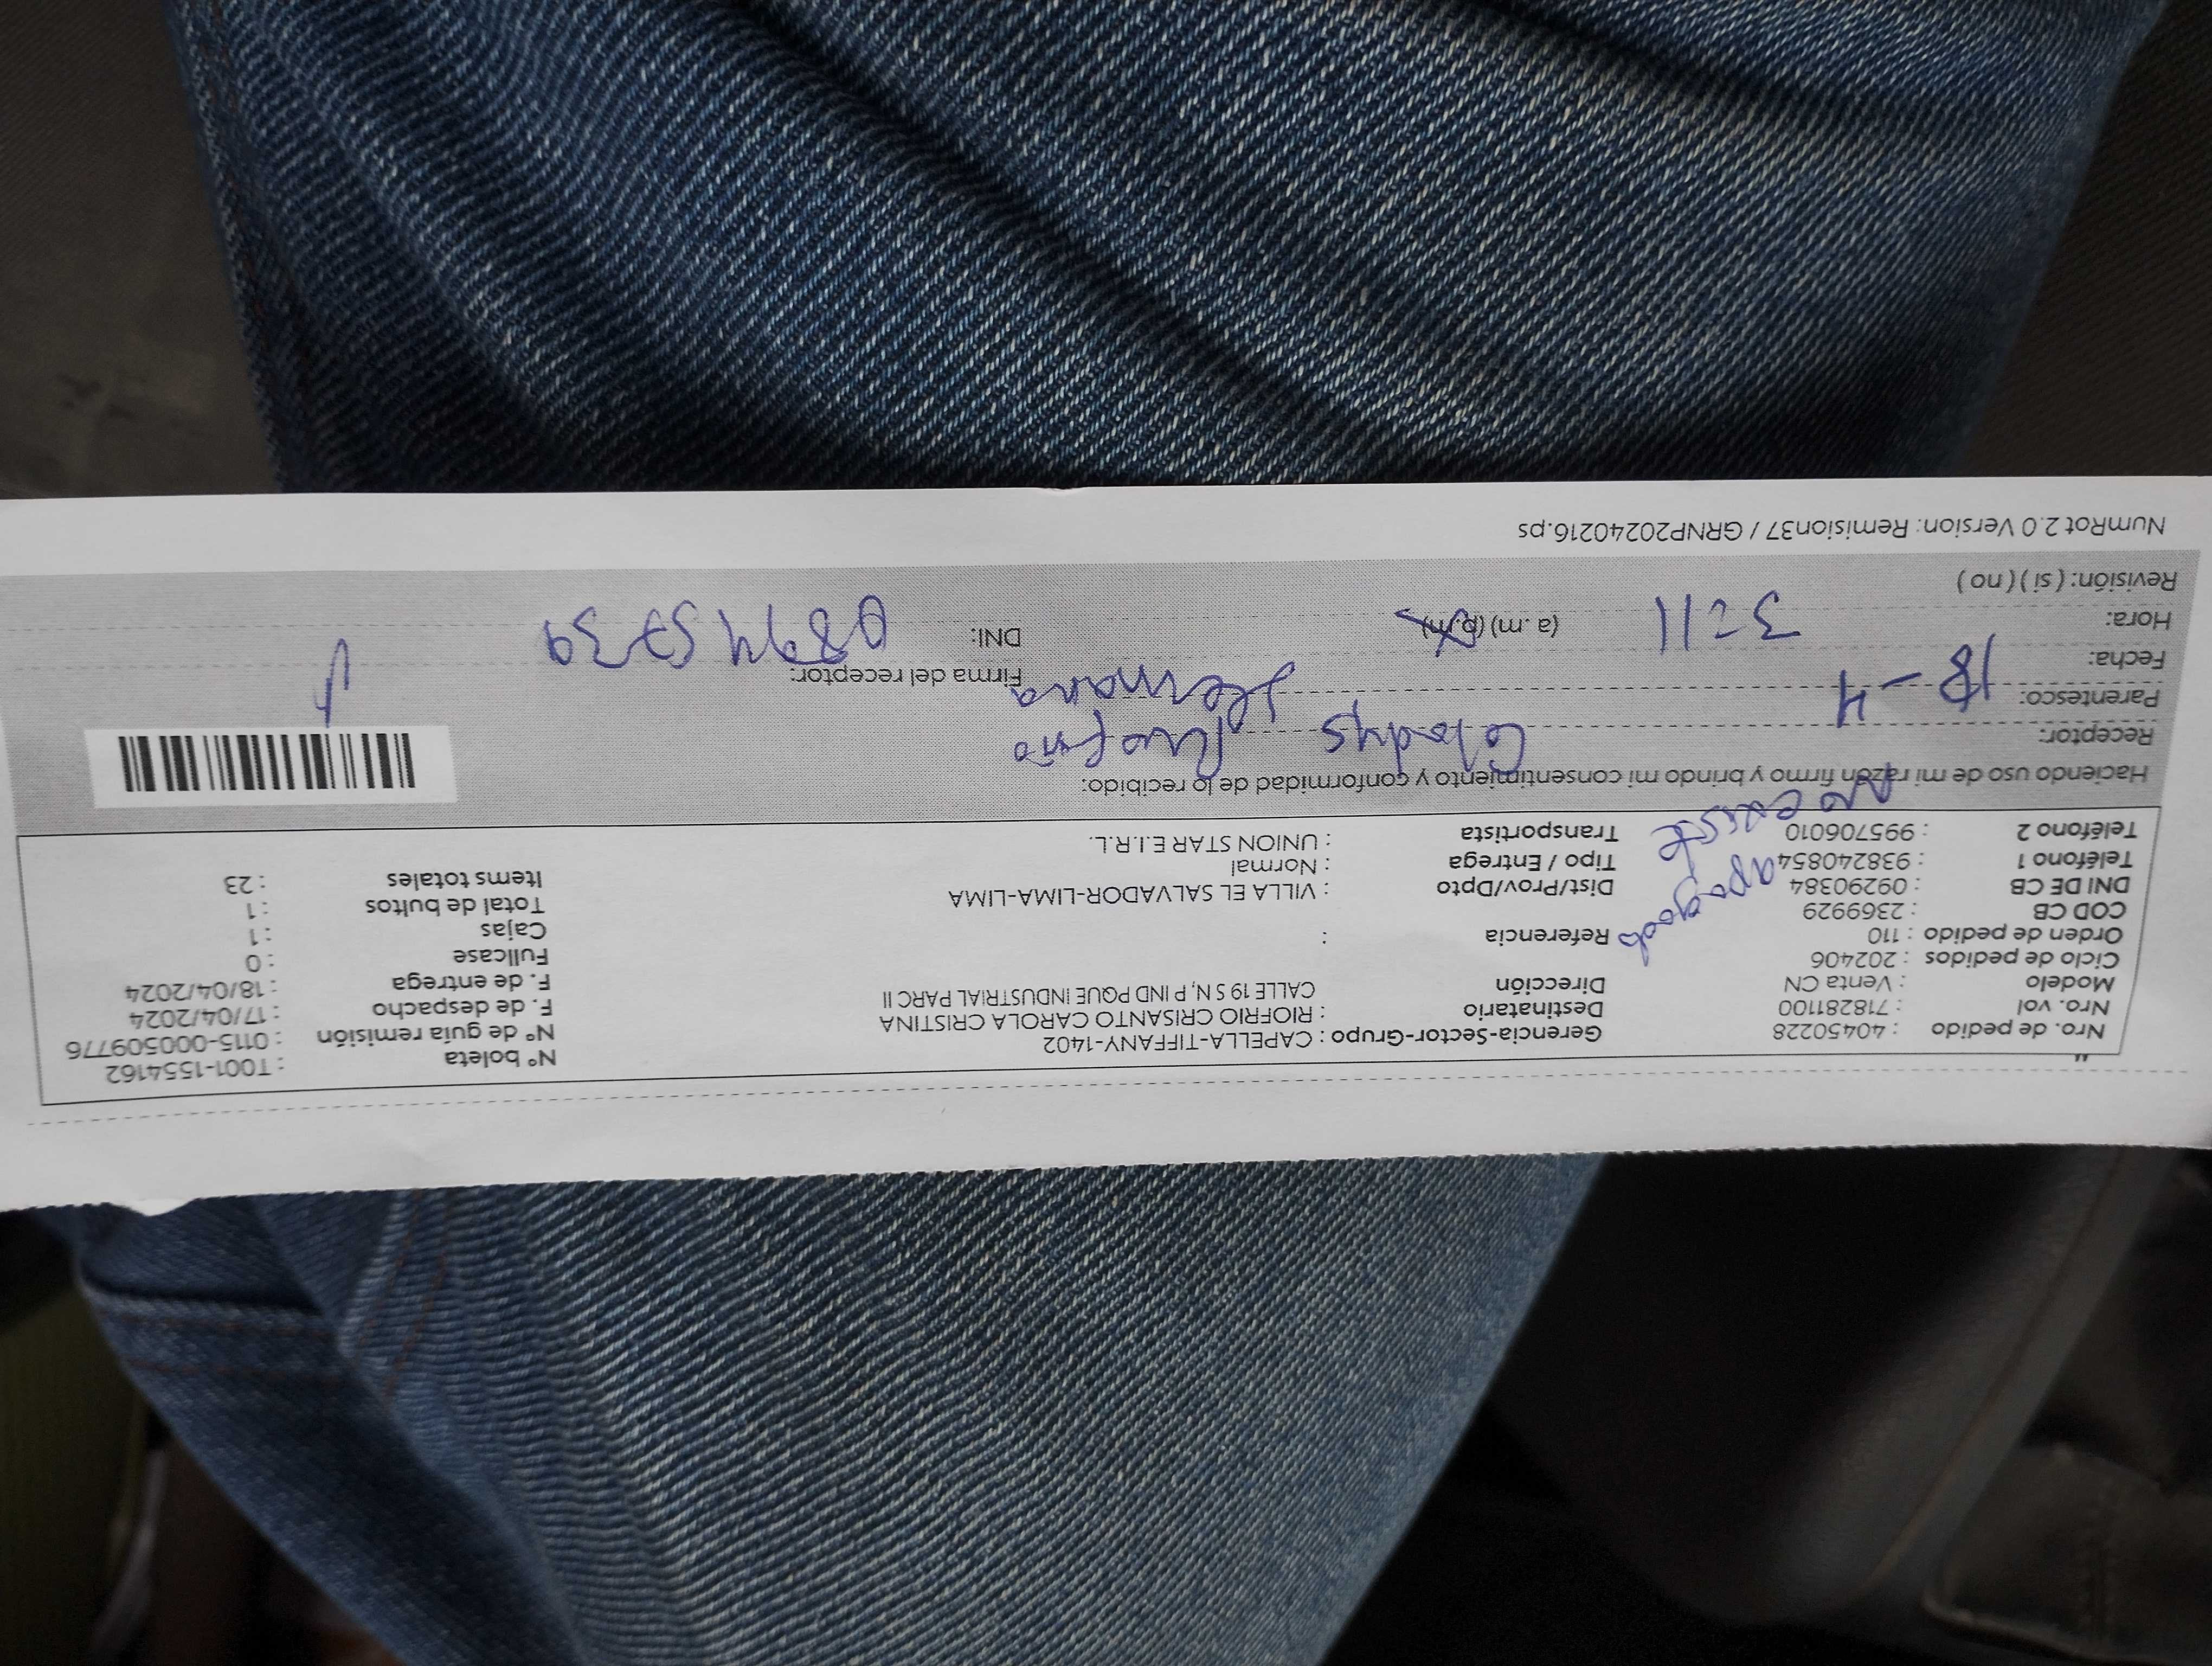 Nro. de pedido : 40450228 Gerencia-Sector-Grupo : CAPELLA-TIFFANY-1402 N° boleta : T001-1554162
Nro. vol : 718281100 Destinatario : RIOFRIO CRISANTO CAROLA CRISTINA N° de guia remisión : 0115-000509776
Modelo : Venta CN Dirección CALLE 19 S N, P IND PQUE INDUSTRIAL PARC II F. de despacho : 17/04/2024
Ciclo de pedidos : 202406 F. de entrega : 18/04/2024
Orden de pedido : 110 Referencia : Fullcase : 0
COD CB : 2369929 Cajas : 1
DNI DE CB : 09290384 Dist/Prov/Dpto : VILLA EL SALVADOR-LIMA-LIMA Total de bultos : 1
Teléfono 1 : 938240854 apagado Tipo / Entrega : Normal Items totales : 23
Teléfono 2 : 995706010 no existe Transportista : UNION STAR E.I.R.L.
Haciendo uso de mi razón firmo y brindo mi consentimiento y conformidad de lo recibido:
Receptor: Gladys Riofrio
Parentesco: Hermana
Fecha: 18-4 Firma del receptor:
Hora: 3:11 (a. m) (p. m) DNI:
Revisión: ( si ) ( no )
NumRot 2.0 Version: Remision37 / GRNP20240216.ps